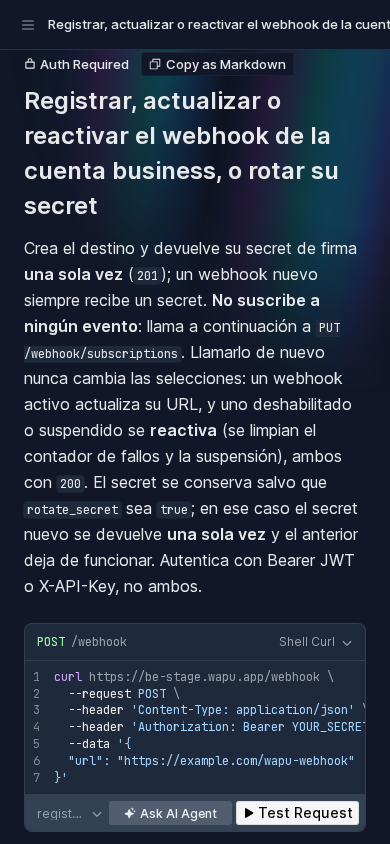 Registrar, actualizar o reactivar el webhook de la cuent
Auth Required Copy as Markdown
Registrar, actualizar o
reactivar el webhook de la
cuenta business, o rotar su
secret
Crea el destino y devuelve su secret de firma
una sola vez ( 201 ); un webhook nuevo
siempre recibe un secret. No suscribe a
ningún evento: llama a continuación a PUT
/webhook/subscriptions . Llamarlo de nuevo
nunca cambia las selecciones: un webhook
activo actualiza su URL, y uno deshabilitado
o suspendido se reactiva (se limpian el
contador de fallos y la suspensión), ambos
con 200 . El secret se conserva salvo que
rotate_secret sea true ; en ese caso el secret
nuevo se devuelve una sola vez y el anterior
deja de funcionar. Autentica con Bearer JWT
o X-API-Key, no ambos.
POST /webhook Shell Curl
1 curl https://be-stage.wapu.app/webhook \
2 --request POST \
3 --header 'Content-Type: application/json' \
4 --header 'Authorization: Bearer YOUR_SECRET
5 --data '{
6 "url": "https://example.com/wapu-webhook"
7 }'
regist... Ask AI Agent Test Request